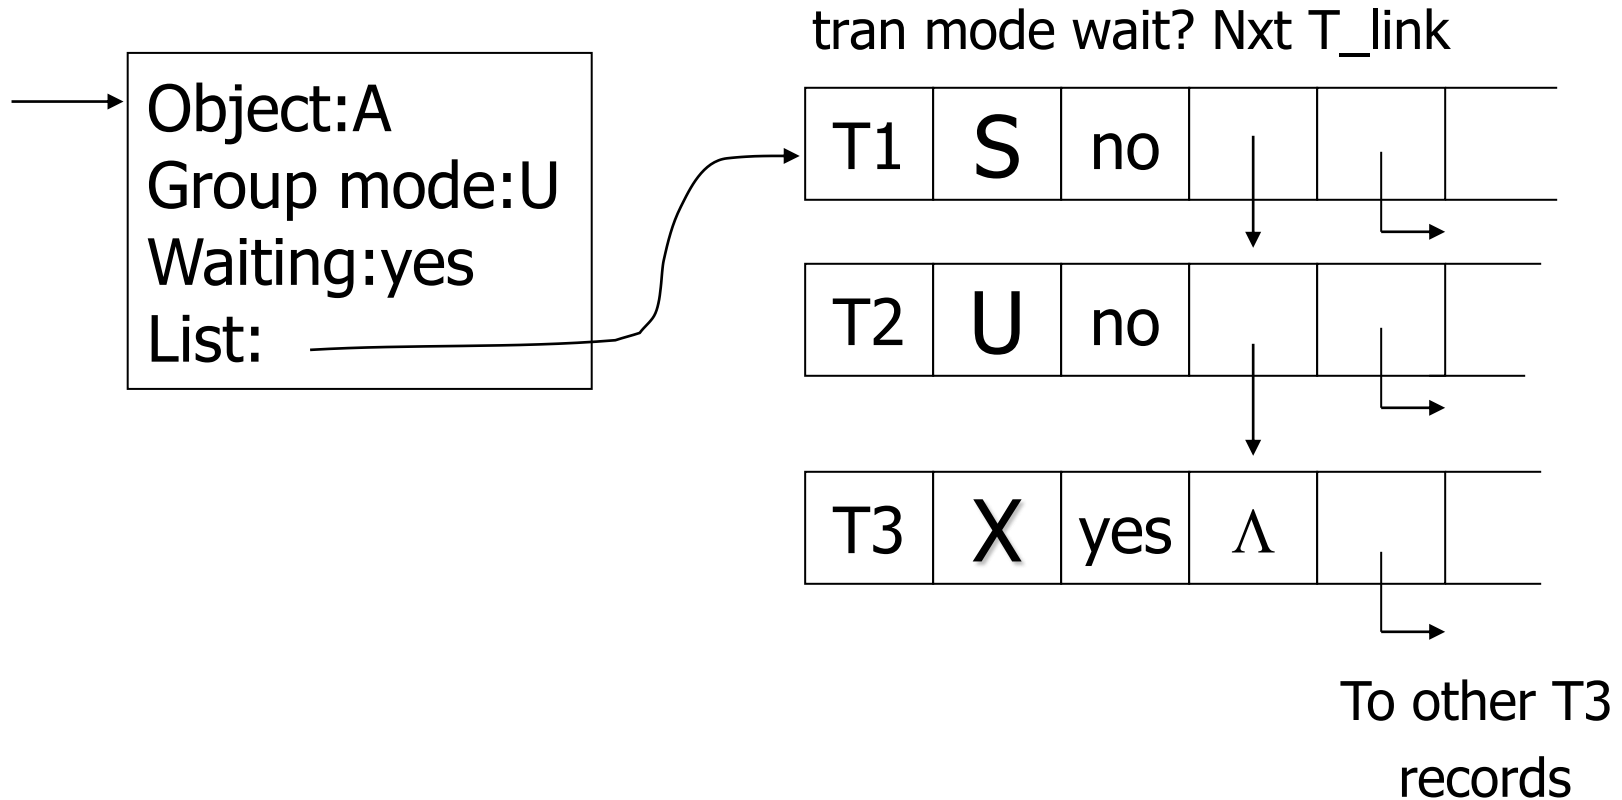 tran mode wait? Nxt T_link
Object:A
Group mode:U
Waiting:yes
List:
T1 S no
T2 U no
T3 X yes Λ
To other T3
records